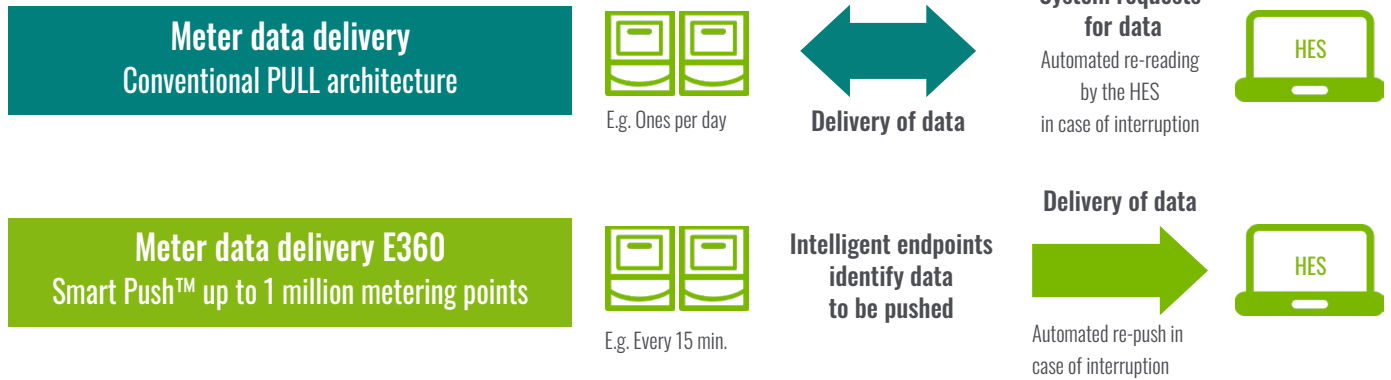 Meter data delivery
Conventional PULL architecture
E.g. Ones per day
Delivery of data
System requests
for data
Automated re-reading
by the HES
in case of interruption
HES
Meter data delivery E360
Smart Push™ up to 1 million metering points
E.g. Every 15 min.
Intelligent endpoints
identify data
to be pushed
Delivery of data
Automated re-push in
case of interruption
HES